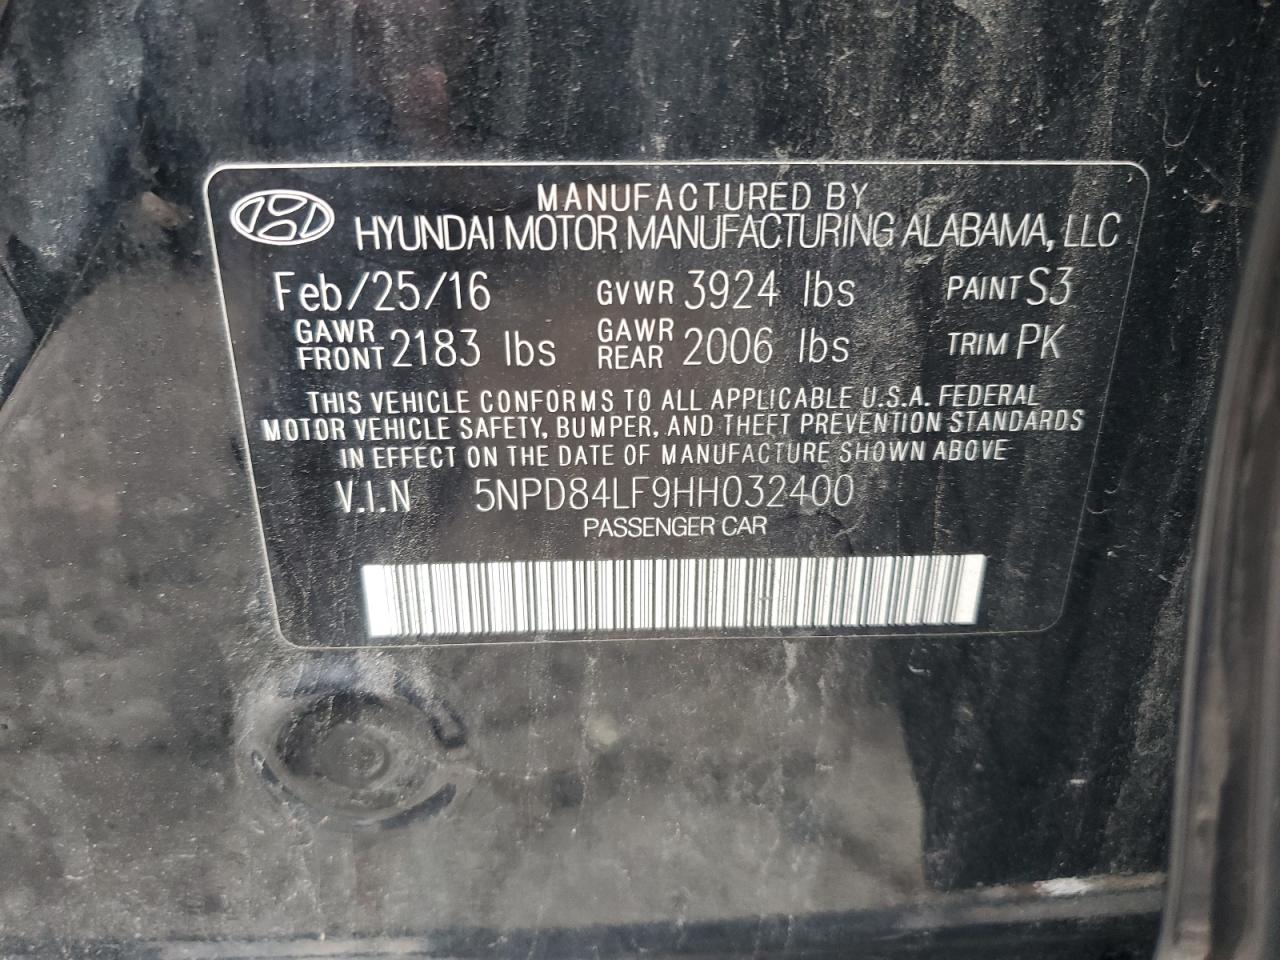 MANUFACTURED BY
HYUNDAI MOTOR MANUFACTURING ALABAMA, LLC
Feb/25/16 GVWR 3924 lbs PAINT S3
GAWR FRONT 2183 lbs GAWR REAR 2006 lbs TRIM PK
THIS VEHICLE CONFORMS TO ALL APPLICABLE U.S.A. FEDERAL
MOTOR VEHICLE SAFETY, BUMPER, AND THEFT PREVENTION STANDARDS
IN EFFECT ON THE DATE OF MANUFACTURE SHOWN ABOVE
V.I.N 5NPD84LF9HH032400
PASSENGER CAR